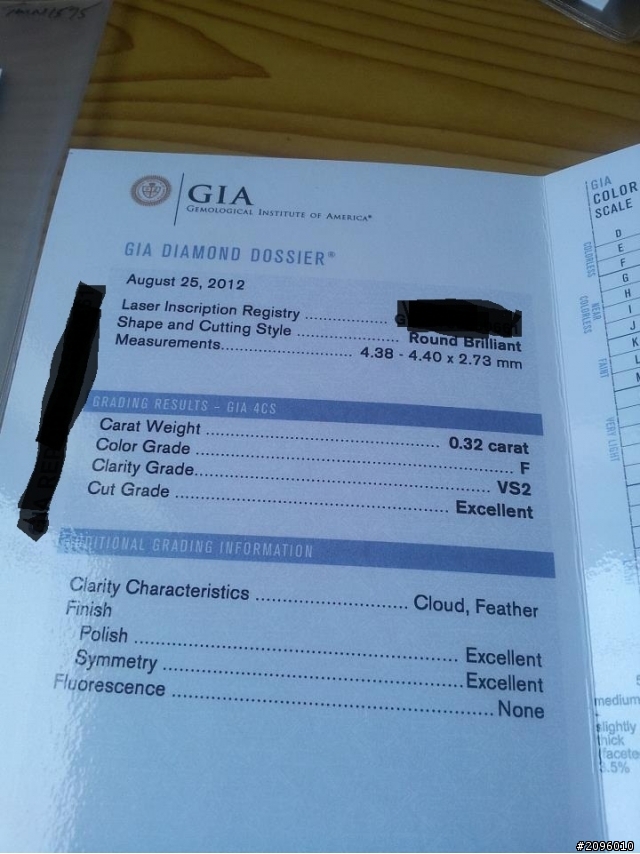 GIA
GEMOLOGICAL INSTITUTE OF AMERICA®
GIA DIAMOND DOSSIER®
August 25, 2012
Laser Inscription Registry
Shape and Cutting Style Round Brilliant
Measurements 4.38 - 4.40 x 2.73 mm
GRADING RESULTS – GIA 4CS
Carat Weight 0.32 carat
Color Grade F
Clarity Grade VS2
Cut Grade Excellent
ADDITIONAL GRADING INFORMATION
Clarity Characteristics Cloud, Feather
Finish
Polish Excellent
Symmetry Excellent
Fluorescence None
GIA
COLOR
SCALE
D
E
F
G
H
I
J
K
L
COLORLESS
NEAR
COLORLESS
FAINT
VERY LIGHT
medium
slightly
thick
3.5%
#2096010